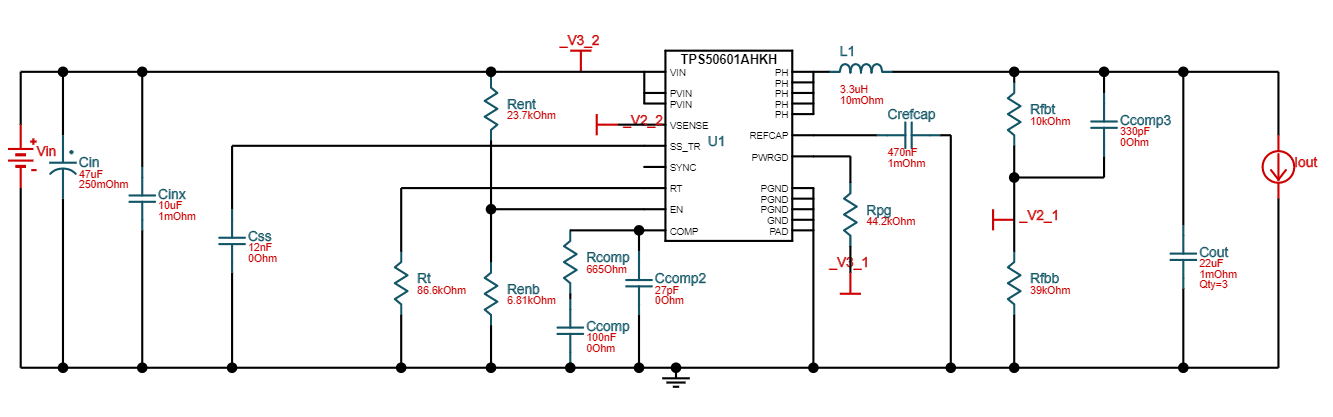 _V3_2
TPS50601AHKH
VIN
PVIN
PVIN
VSENSE
SS_TR
SYNC
RT
EN
COMP
U1
PH
PH
PH
PH
PH
REFCAP
PWRGD
PGND
PGND
PGND
GND
PAD
L1
3.3uH
10mOhm
Crefcap
470nF
1mOhm
Rfbt
10kOhm
Ccomp3
330pF
0Ohm
Rent
23.7kOhm
_V2_2
Vin
+
-
Cin
47uF
250mOhm
Cinx
10uF
1mOhm
Css
12nF
0Ohm
Rt
86.6kOhm
Renb
6.81kOhm
Rcomp
665Ohm
Ccomp
100nF
0Ohm
Ccomp2
27pF
0Ohm
Rpg
44.2kOhm
_V3_1
_V2_1
Rfbb
39kOhm
Cout
22uF
1mOhm
Qty=3
Iout